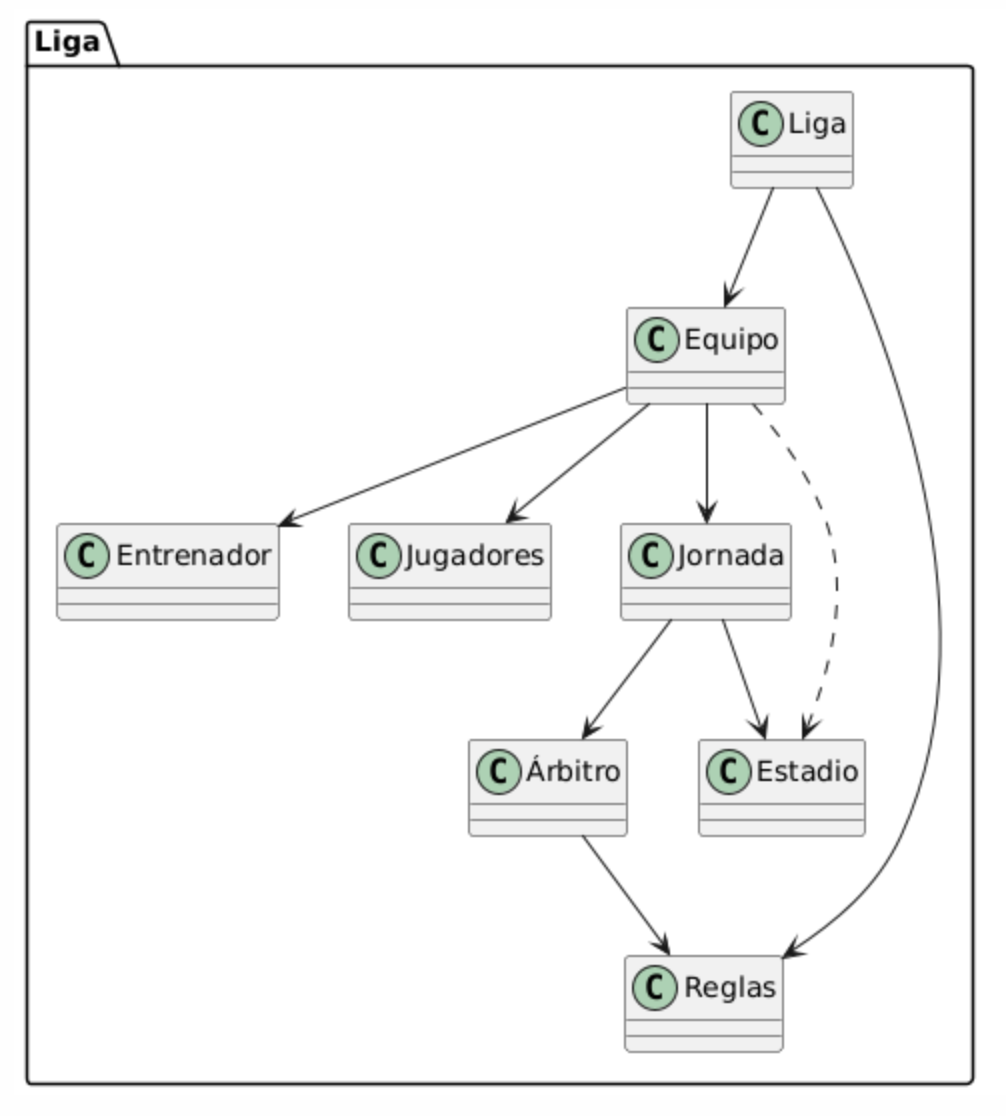 Liga
C Liga
C Equipo
C Entrenador
C Jugadores
C Jornada
C Árbitro
C Estadio
C Reglas